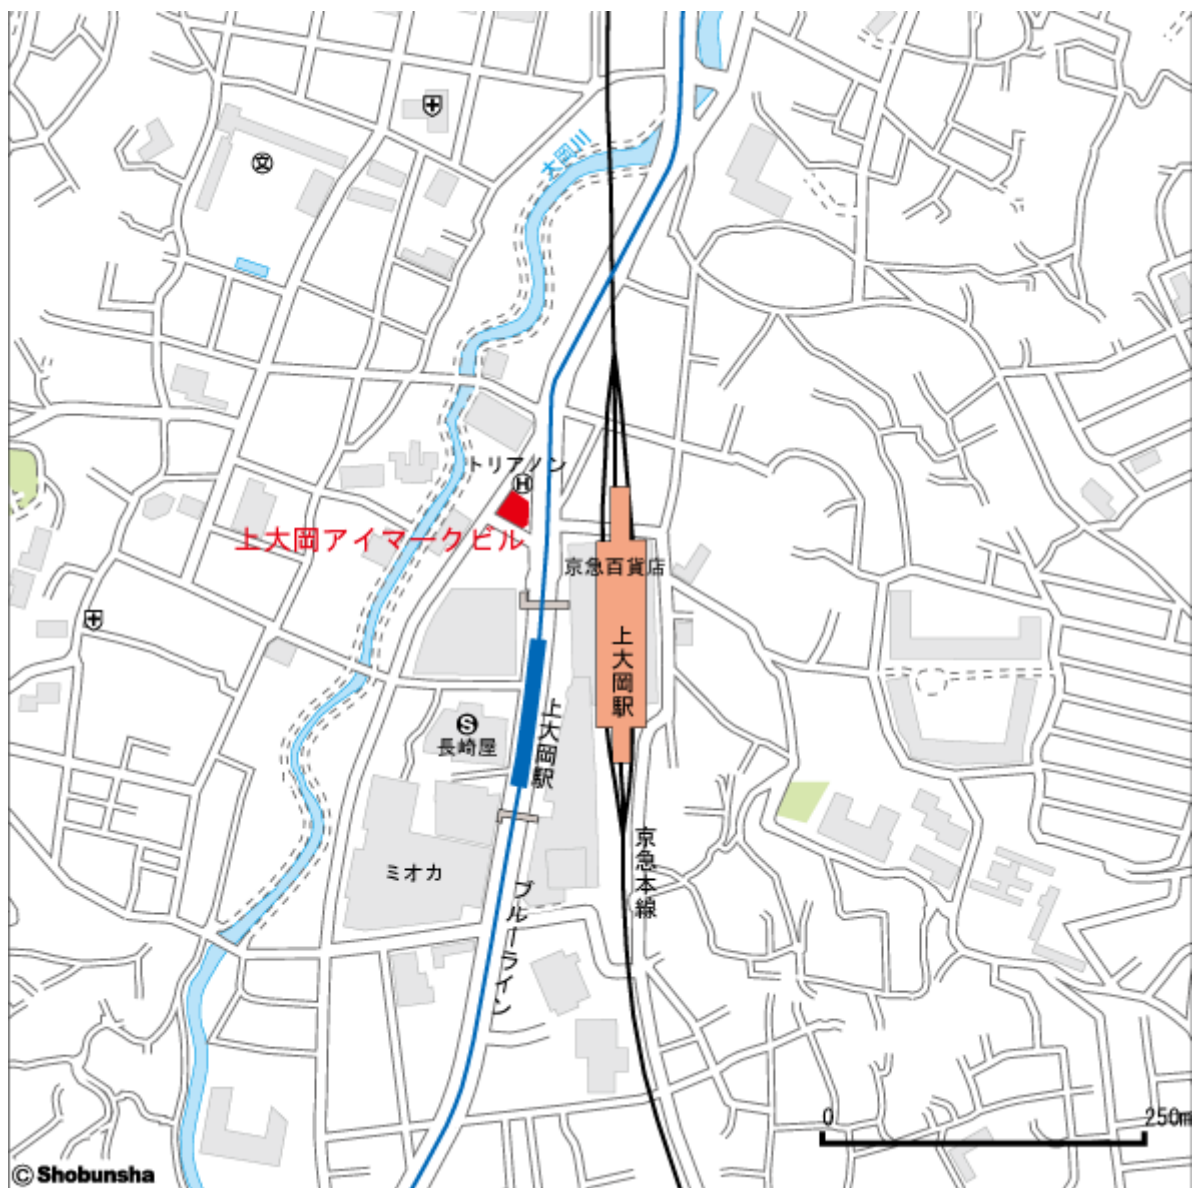 大岡川
トリアノン
H
上大岡アイマークビル
京急百貨店
上大岡駅
上大岡駅
S
長崎屋
ミオカ
京急本線
ブルーライン
0 250m
© Shobunsha